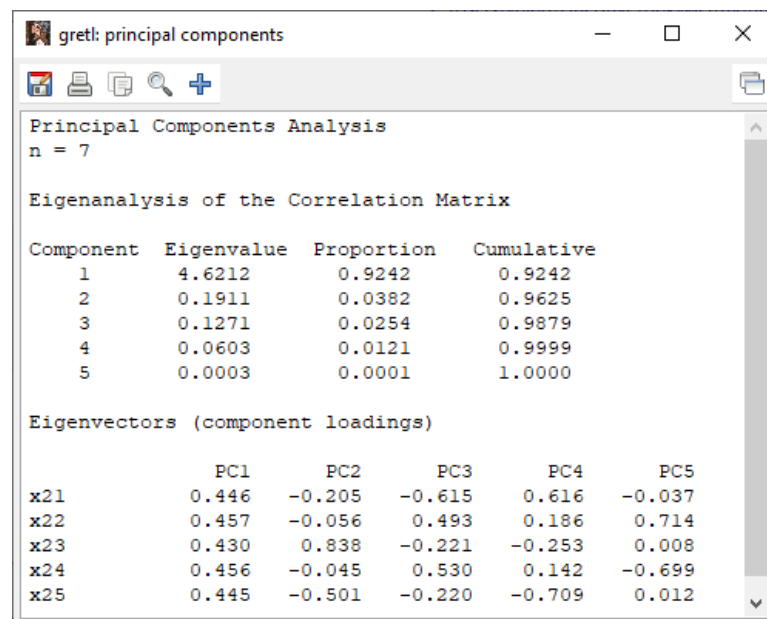 gretl: principal components
Principal Components Analysis
n = 7
Eigenanalysis of the Correlation Matrix
Component  Eigenvalue  Proportion   Cumulative
1       4.6212       0.9242       0.9242
2       0.1911       0.0382       0.9625
3       0.1271       0.0254       0.9879
4       0.0603       0.0121       0.9999
5       0.0003       0.0001       1.0000
Eigenvectors (component loadings)
PC1       PC2       PC3       PC4       PC5
x21            0.446    -0.205    -0.615     0.616    -0.037
x22            0.457    -0.056     0.493     0.186     0.714
x23            0.430     0.838    -0.221    -0.253     0.008
x24            0.456    -0.045     0.530     0.142    -0.699
x25            0.445    -0.501    -0.220    -0.709     0.012